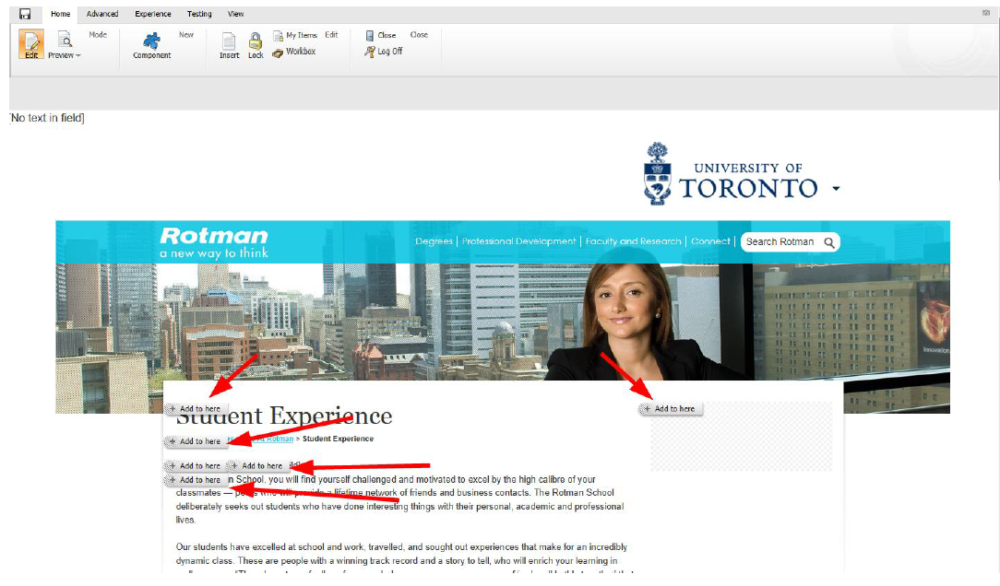 Home Advanced Experience Testing View
Edit Preview Mode Component New Insert Lock My Items Edit Workbox Close Close Log Off
[No text in field]
UNIVERSITY OF
TORONTO
Rotman
a new way to think
Degrees | Professional Development | Faculty and Research | Connect | Search Rotman
Innovation
Add to here
Add to here
Student Experience
Add to here Rotman > Student Experience
Add to here Add to here
Add to here School, you will find yourself challenged and motivated to excel by the high calibre of your
classmates — who will provide a lifetime network of friends and business contacts. The Rotman School
deliberately seeks out students who have done interesting things with their personal, academic and professional
lives.
Our students have excelled at school and work, travelled, and sought out experiences that make for an incredibly
dynamic class. These are people with a winning track record and a story to tell, who will enrich your learning in